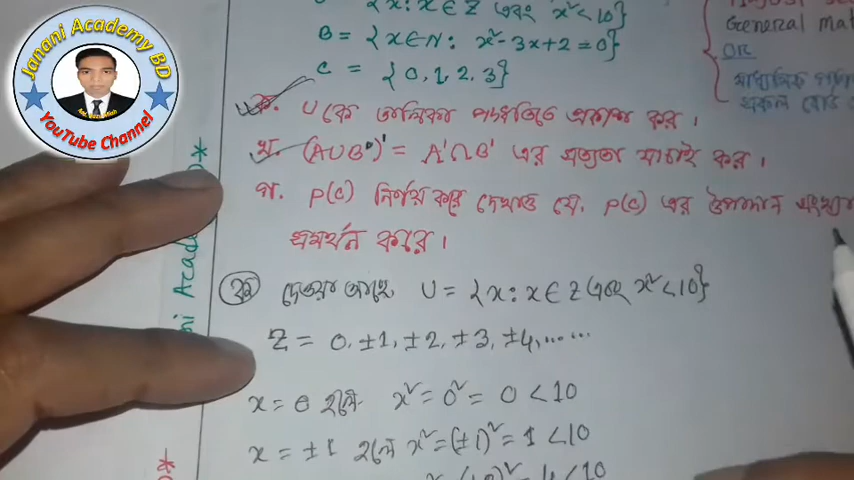 {x: x ∈ Z এবং x² < 10}
B = {x ∈ N: x² - 3x + 2 = 0}
C = {0, 1, 2, 3}
General
OR
মাধ্যমিক
সকল বোর্ড
ক. U কে তালিকা পদ্ধতিতে প্রকাশ কর।
খ. (A∪B)' = A'∩B' এর সত্যতা যাচাই কর।
গ. P(C) নির্ণয় করে দেখাও যে, P(C) এর উপাদান সংখ্যা
সমর্থন করে।
ক দেওয়া আছে, U = {x: x ∈ Z এবং x² < 10}
Z = 0, ±1, ±2, ±3, ±4, ......
x = 0 হলে x² = 0² = 0 < 10
x = ±1 হলে x² = (±1)² = 1 < 10
4 < 10
Janani Academy BD
YouTube Channel